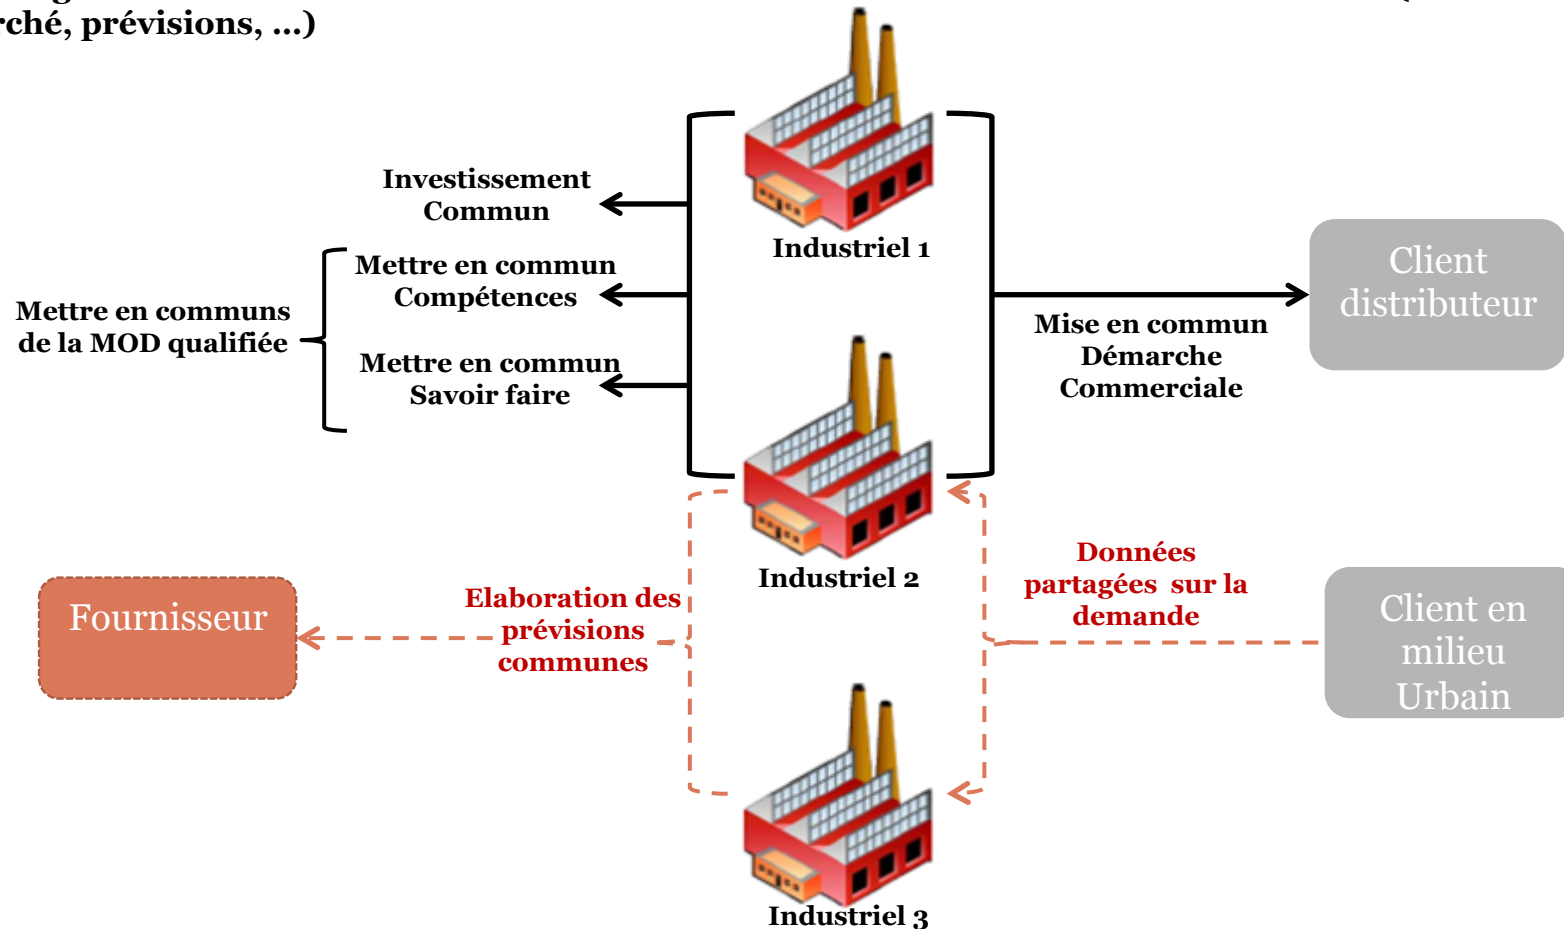 rché, prévisions, ...)
Investissement
Commun
Industriel 1
Mettre en commun
Compétences
Mettre en communs
de la MOD qualifiée
Mettre en commun
Savoir faire
Client
distributeur
Mise en commun
Démarche
Commerciale
Industriel 2
Données
partagées sur la
demande
Elaboration des
prévisions
communes
Fournisseur
Client en
milieu
Urbain
Industriel 3